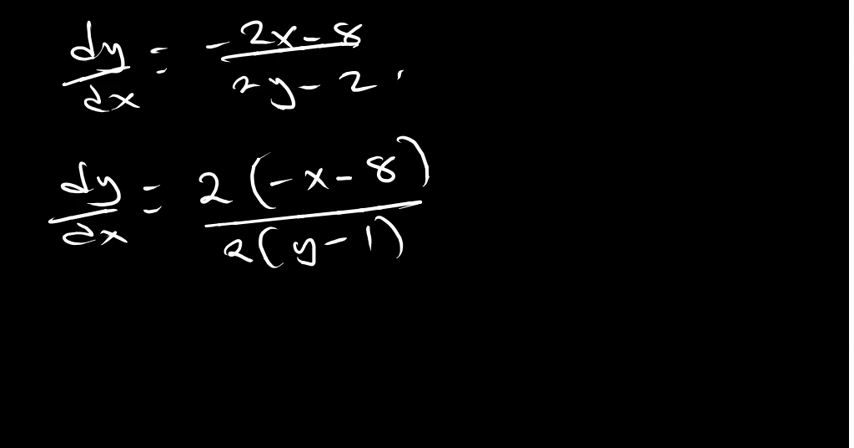 dy/dx = (-2x - 8)/(2y - 2)
dy/dx = 2(-x - 8)/2(y - 1)